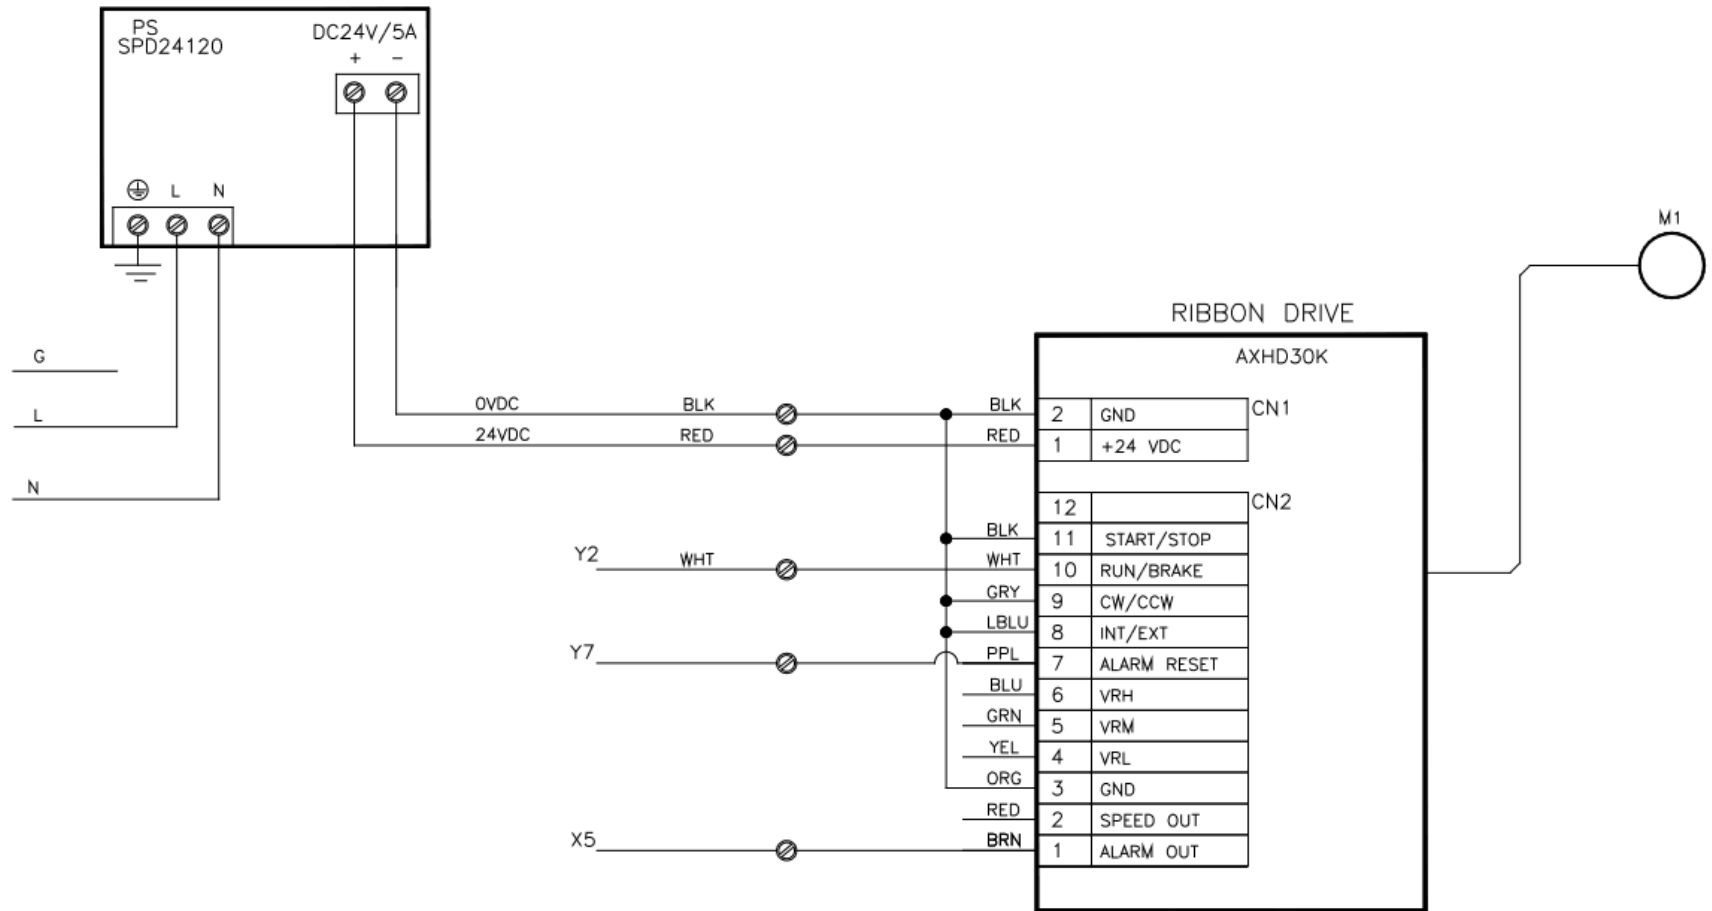 PS
SPD24120
DC24V/5A
+ −
L N
M1
RIBBON DRIVE
AXHD30K
G
L
N
0VDC BLK BLK 2 GND CN1
24VDC RED RED 1 +24 VDC
12 CN2
BLK 11 START/STOP
Y2 WHT WHT 10 RUN/BRAKE
GRY 9 CW/CCW
LBLU 8 INT/EXT
Y7 PPL 7 ALARM RESET
BLU 6 VRH
GRN 5 VRM
YEL 4 VRL
ORG 3 GND
RED 2 SPEED OUT
X5 BRN 1 ALARM OUT